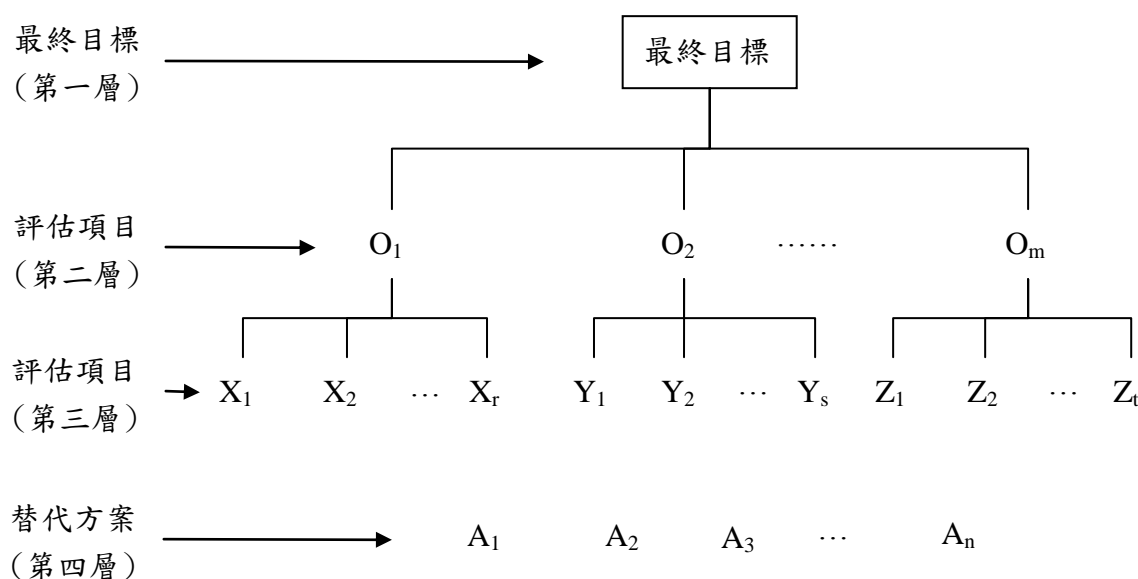 最終目標
（第一層）
最終目標
評估項目
（第二層）
O1 O2 ...... Om
評估項目
（第三層）
X1 X2 ... Xr Y1 Y2 ... Ys Z1 Z2 ... Zt
替代方案
（第四層）
A1 A2 A3 ... An